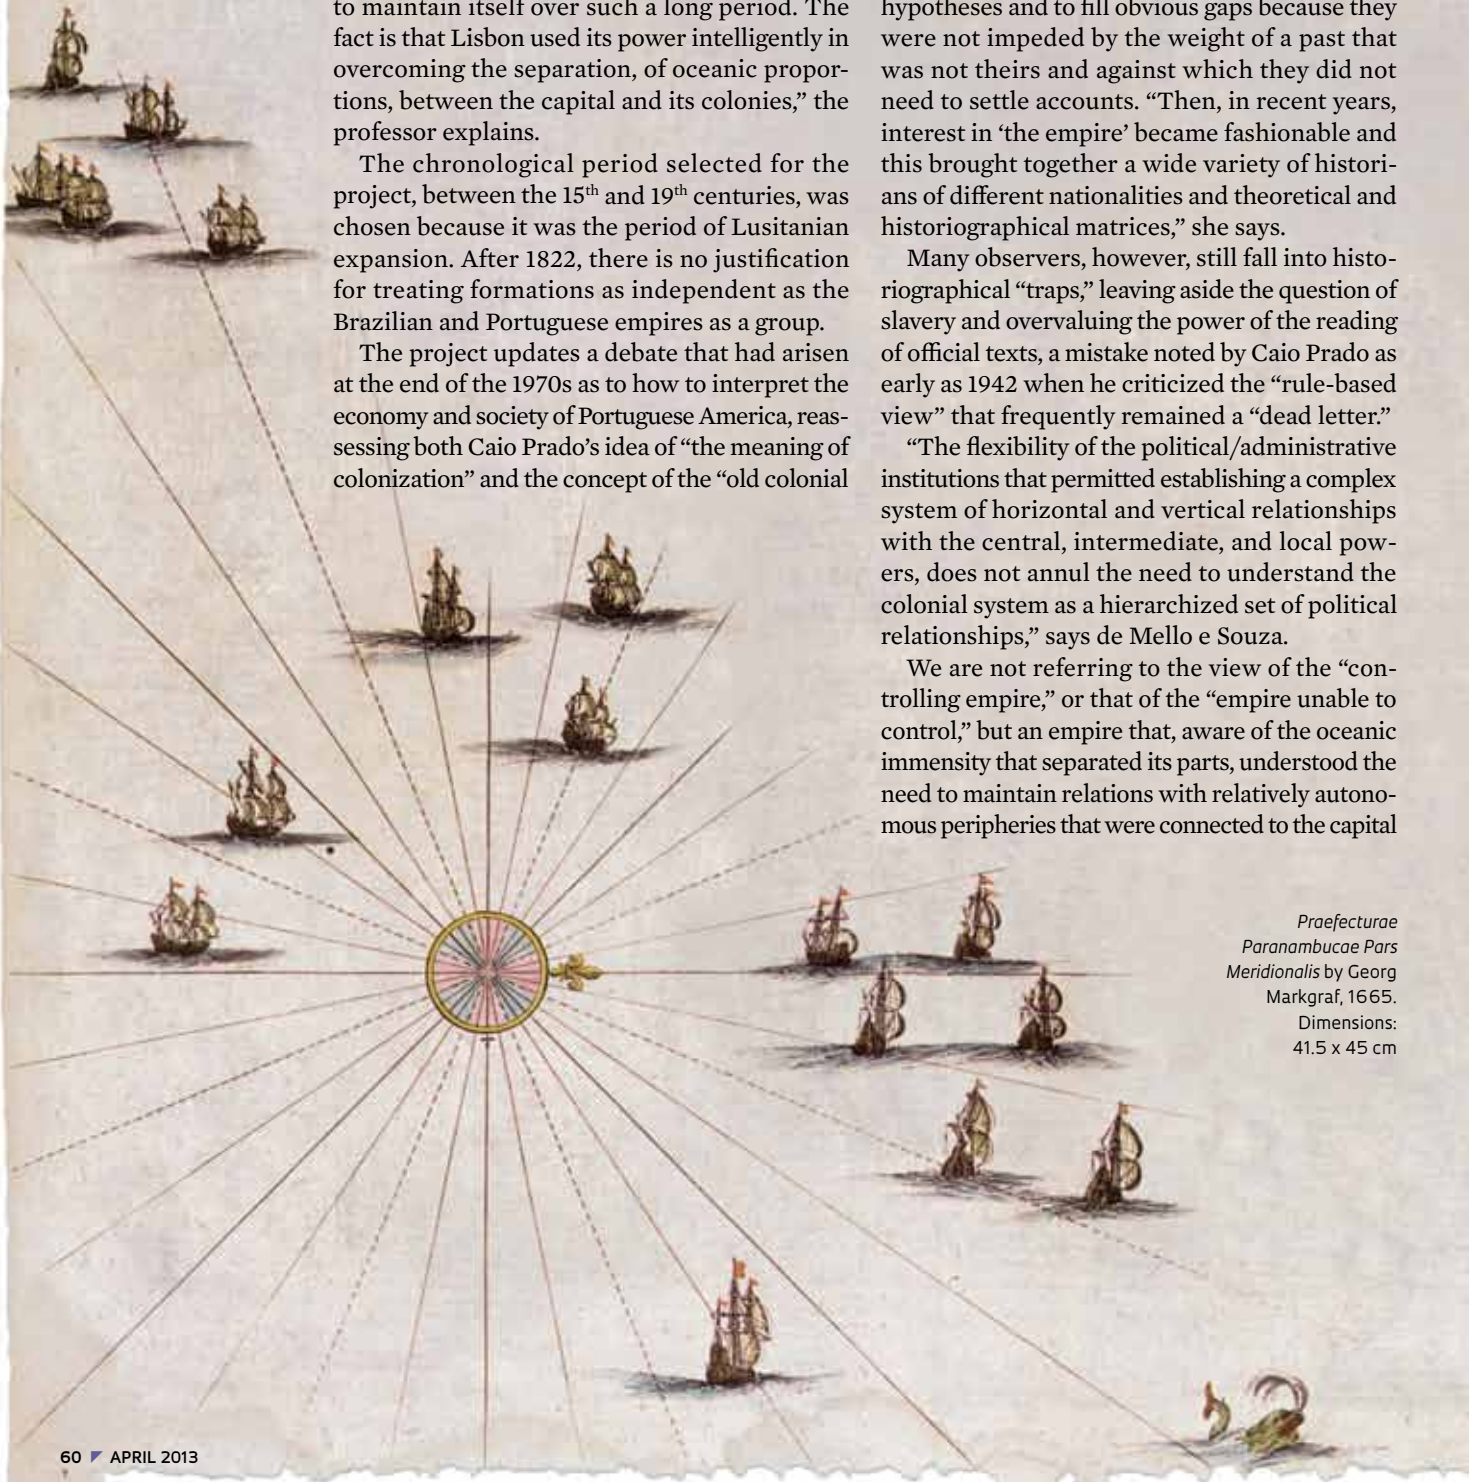 to maintain itself over such a long period. The
fact is that Lisbon used its power intelligently in
overcoming the separation, of oceanic propor-
tions, between the capital and its colonies,” the
professor explains.
The chronological period selected for the
project, between the 15th and 19th centuries, was
chosen because it was the period of Lusitanian
expansion. After 1822, there is no justification
for treating formations as independent as the
Brazilian and Portuguese empires as a group.
The project updates a debate that had arisen
at the end of the 1970s as to how to interpret the
economy and society of Portuguese America, reas-
sessing both Caio Prado’s idea of “the meaning of
colonization” and the concept of the “old colonial
hypotheses and to fill obvious gaps because they
were not impeded by the weight of a past that
was not theirs and against which they did not
need to settle accounts. “Then, in recent years,
interest in ‘the empire’ became fashionable and
this brought together a wide variety of histori-
ans of different nationalities and theoretical and
historiographical matrices,” she says.
Many observers, however, still fall into histo-
riographical “traps,” leaving aside the question of
slavery and overvaluing the power of the reading
of official texts, a mistake noted by Caio Prado as
early as 1942 when he criticized the “rule-based
view” that frequently remained a “dead letter.”
“The flexibility of the political/administrative
institutions that permitted establishing a complex
system of horizontal and vertical relationships
with the central, intermediate, and local pow-
ers, does not annul the need to understand the
colonial system as a hierarchized set of political
relationships,” says de Mello e Souza.
We are not referring to the view of the “con-
trolling empire,” or that of the “empire unable to
control,” but an empire that, aware of the oceanic
immensity that separated its parts, understood the
need to maintain relations with relatively autono-
mous peripheries that were connected to the capital
Praefecturae
Paranambucae Pars
Meridionalis by Georg
Markgraf, 1665.
Dimensions:
41.5 x 45 cm
60 APRIL 2013